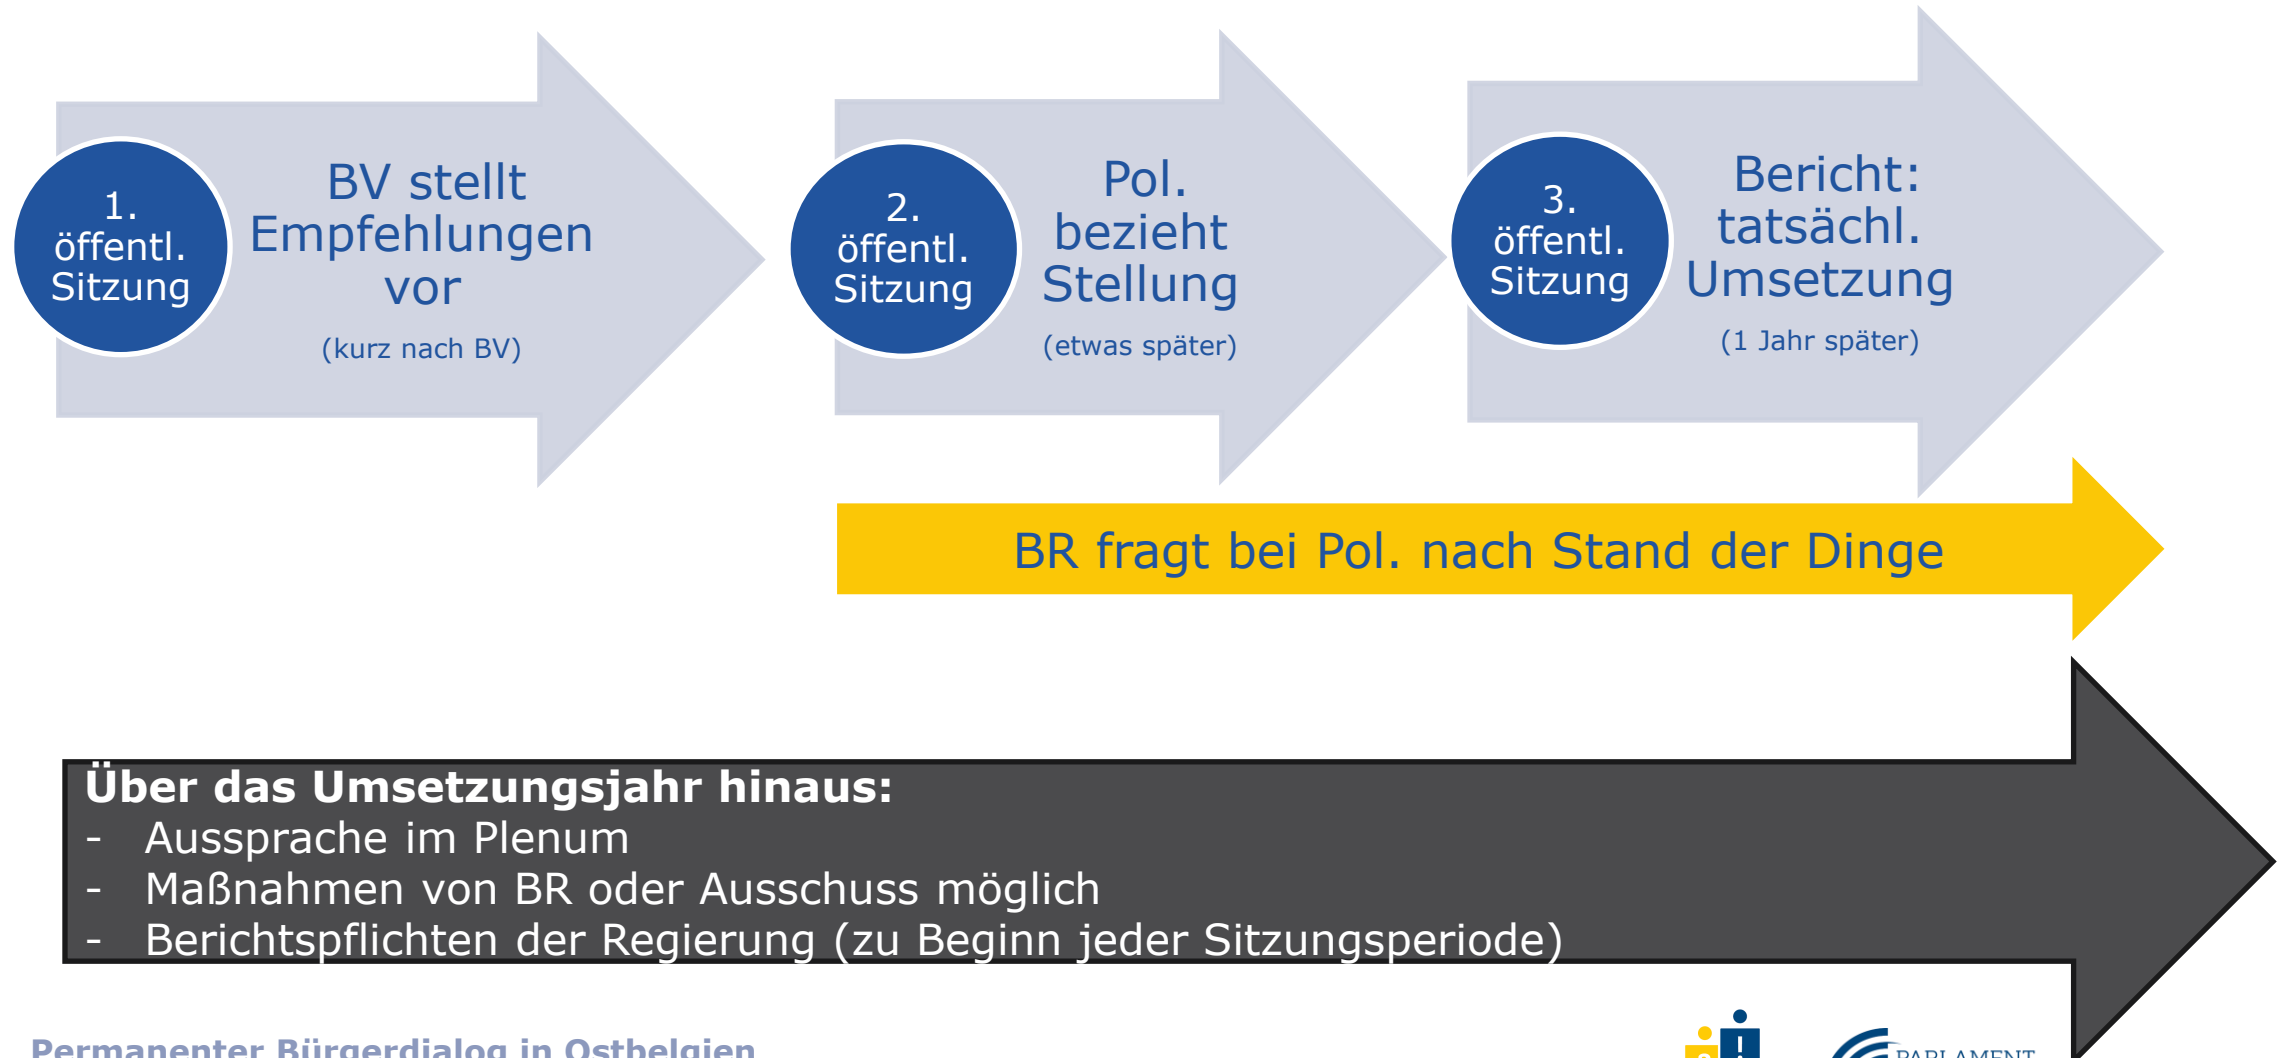 1.
öffentl.
Sitzung
BV stellt
Empfehlungen
vor
(kurz nach BV)
2.
öffentl.
Sitzung
Pol.
bezieht
Stellung
(etwas später)
3.
öffentl.
Sitzung
Bericht:
tatsächl.
Umsetzung
(1 Jahr später)
BR fragt bei Pol. nach Stand der Dinge
Über das Umsetzungsjahr hinaus:
- Aussprache im Plenum
- Maßnahmen von BR oder Ausschuss möglich
- Berichtspflichten der Regierung (zu Beginn jeder Sitzungsperiode)
Permanenter Bürgerdialog in Ostbelgien
PARLAMENT